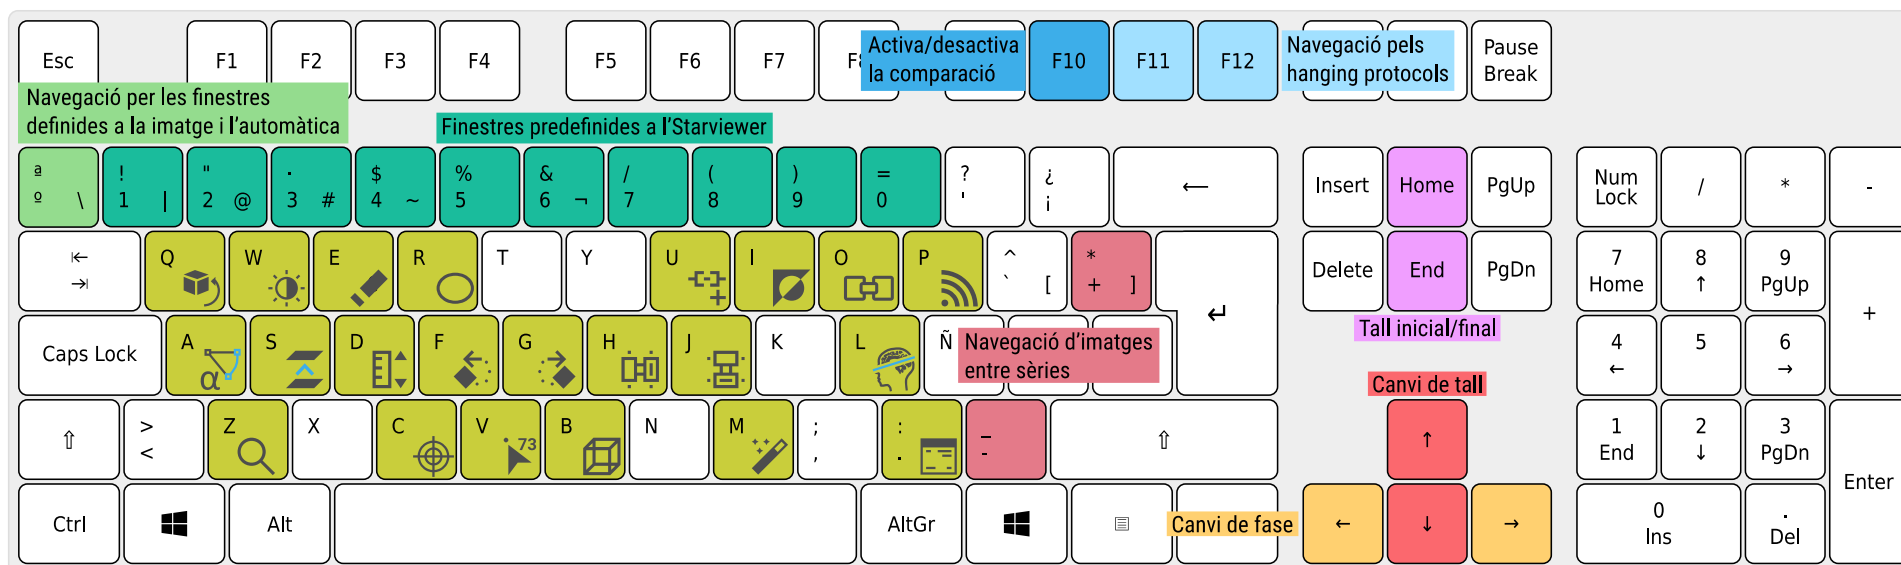 Esc F1 F2 F3 F4 F5 F6 F7 F8 F10 F11 F12 Pause
Break
Activa/desactiva
la comparació
Navegació pels
hanging protocols
Navegació per les finestres
definides a la imatge i l'automàtica
Finestres predefinides a l'Starviewer
ª º \ ! 1 | " 2 @ · 3 # $ 4 ~ % 5 & 6 ¬ / 7 ( 8 ) 9 = 0 ? ' ¿ ¡ ←
Insert Home PgUp
Num
Lock / * -
⇤
⇥ Q W E R T Y U I O P ^ ` [ * + ] ↵
Delete End PgDn
7
Home
8
↑
9
PgUp
+
Tall inicial/final
Caps Lock A α S D F G H J K L Ñ
Navegació d'imatges
entre sèries
4
←
5
6
→
Canvi de tall
⇧ >
< Z X C V 73 B N M ;
, :
. _
- ⇧
↑
1
End
2
↓
3
PgDn
Enter
Ctrl Alt AltGr
Canvi de fase
← ↓ →
0
Ins
.
Del